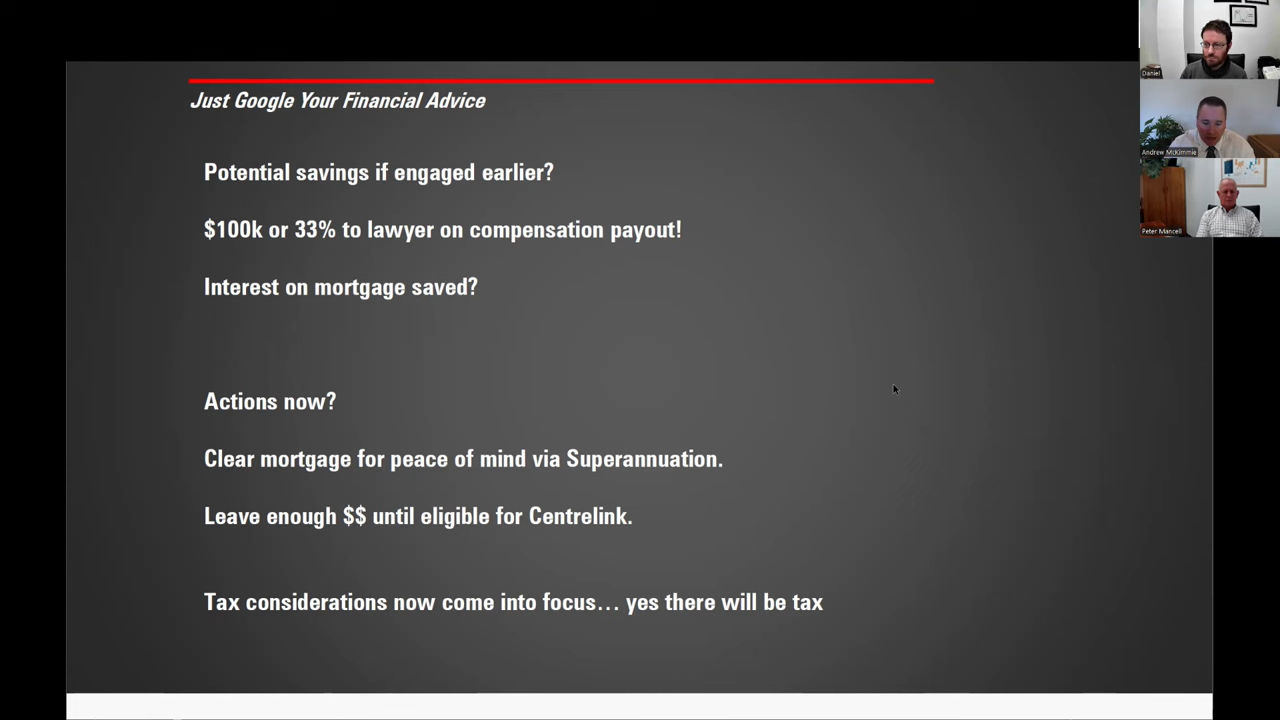 Just Google Your Financial Advice
Potential savings if engaged earlier?
$100k or 33% to lawyer on compensation payout!
Interest on mortgage saved?
Actions now?
Clear mortgage for peace of mind via Superannuation.
Leave enough $$ until eligible for Centrelink.
Tax considerations now come into focus… yes there will be tax
Daniel
Andrew McKimmie
Peter Mancell